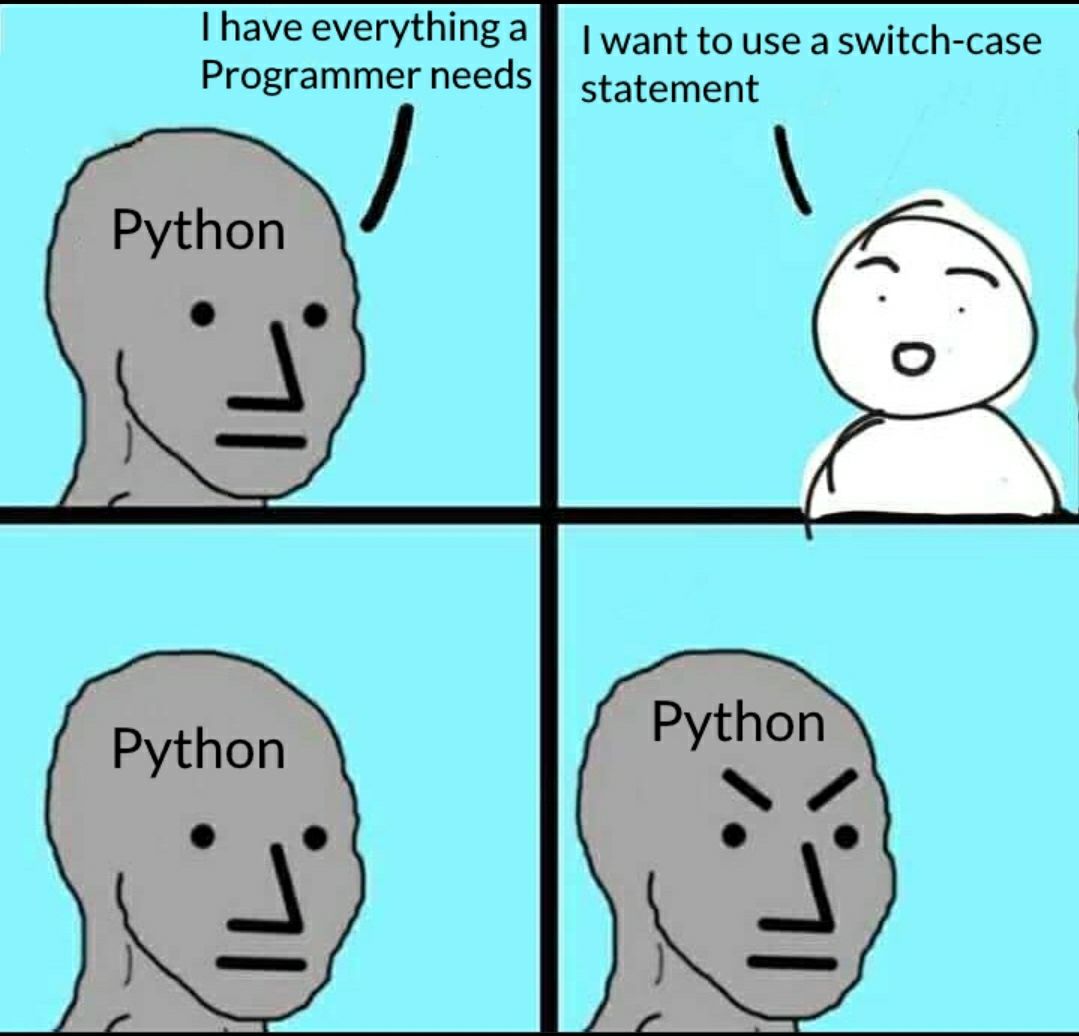 I have everything a
Programmer needs
Python
I want to use a switch-case
statement
Python
Python